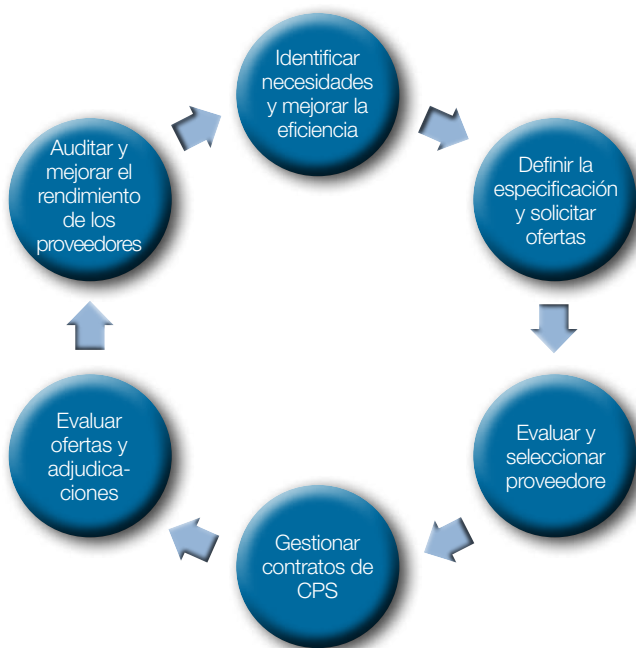 Identificar
necesidades
y mejorar la
eficiencia
Definir la
especificación
y solicitar
ofertas
Evaluar y
seleccionar
proveedore
Gestionar
contratos de
CPS
Evaluar
ofertas y
adjudica-
ciones
Auditar y
mejorar el
rendimiento
de los
proveedores